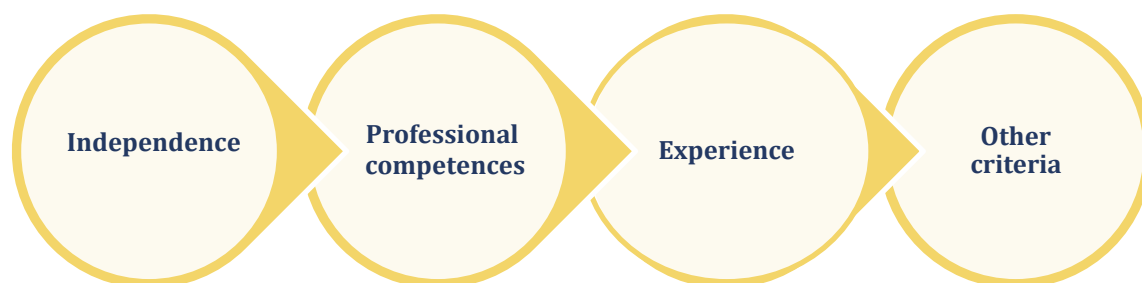 Independence
Professional
competences
Experience
Other
criteria